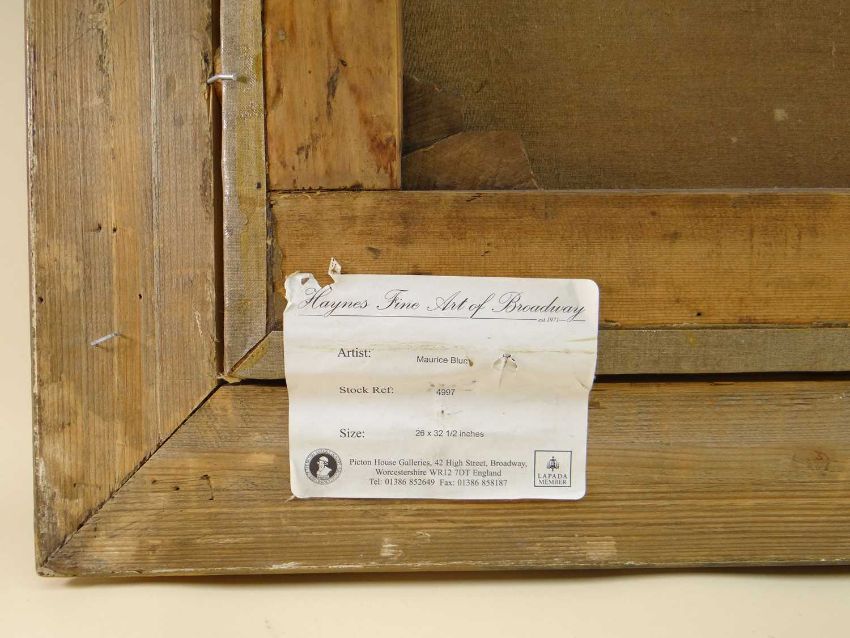 Haynes Fine Art of Broadway
est.1971
Artist: Maurice Blum
Stock Ref: 4997
Size: 26 x 32 1/2 inches
Picton House Galleries, 42 High Street, Broadway,
Worcestershire WR12 7DT England
Tel: 01386 852649 Fax: 01386 858187
LAPADA
MEMBER